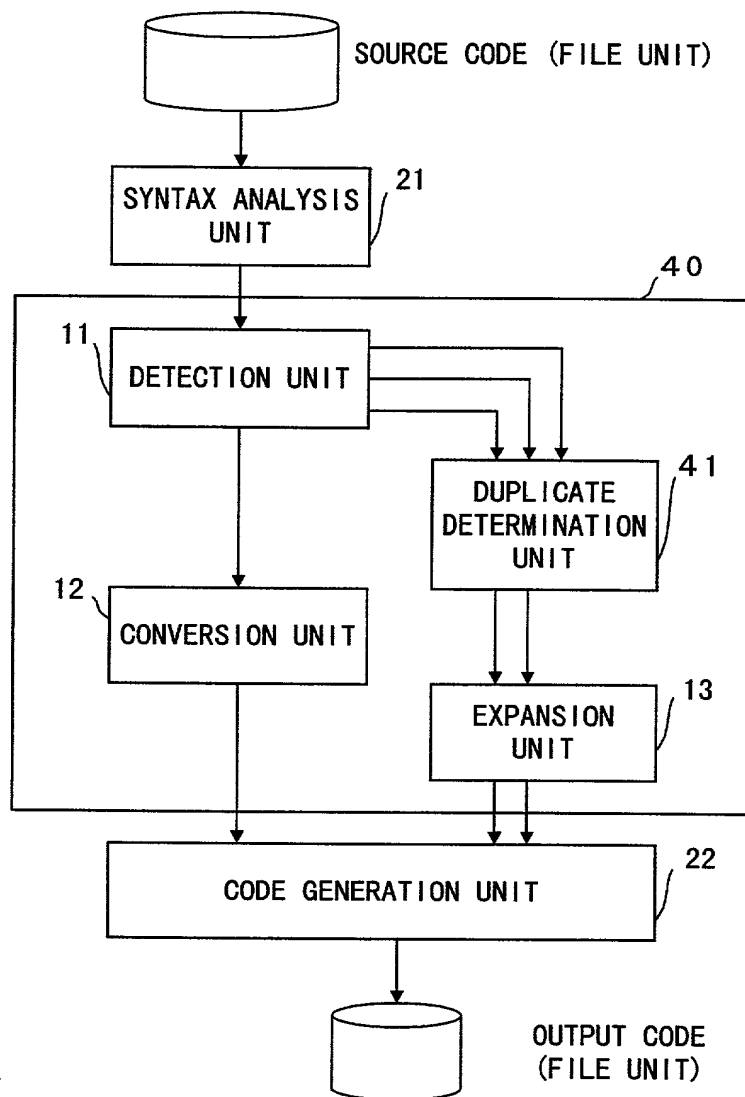 SOURCE CODE (FILE UNIT)
SYNTAX ANALYSIS
UNIT
21
40
11
DETECTION UNIT
41
DUPLICATE
DETERMINATION
UNIT
12
CONVERSION UNIT
13
EXPANSION
UNIT
22
CODE GENERATION UNIT
OUTPUT CODE
(FILE UNIT)